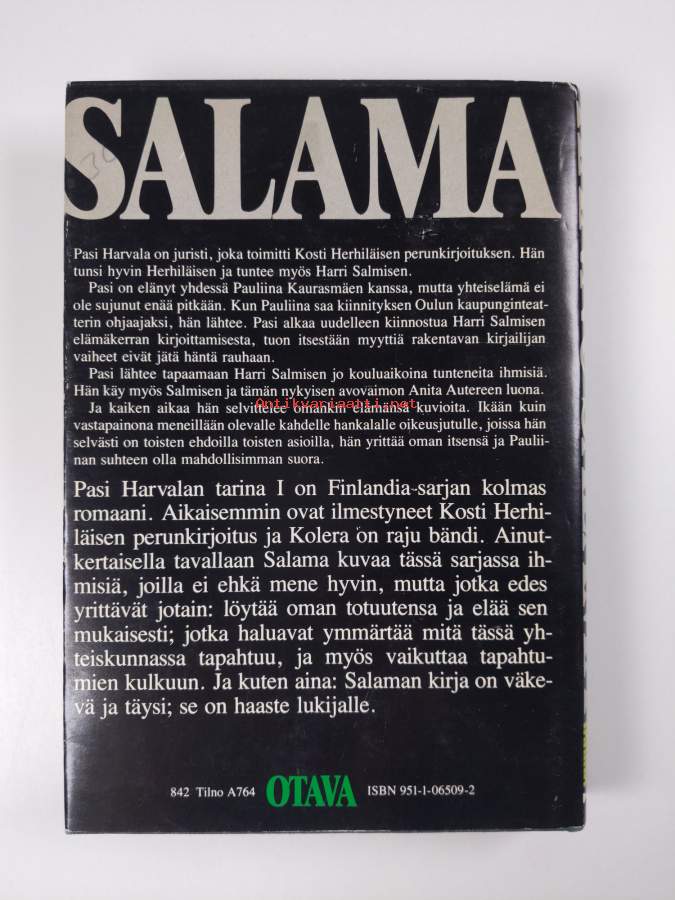 SALAMA
Pasi Harvala on juristi, joka toimitti Kosti Herhiläisen perunkirjoituksen. Hän
tunsi hyvin Herhiläisen ja tuntee myös Harri Salmisen.
Pasi on elänyt yhdessä Pauliina Kaurasmäen kanssa, mutta yhteiselämä ei
ole sujunut enää pitkään. Kun Pauliina saa kiinnityksen Oulun kaupunginteat-
terin ohjaajaksi, hän lähtee. Pasi alkaa uudelleen kiinnostua Harri Salmisen
elämäkerran kirjoittamisesta, tuon itsestään myyttiä rakentavan kirjailijan
vaiheet eivät jätä häntä rauhaan.
Pasi lähtee tapaamaan Harri Salmisen jo kouluaikoina tunteneita ihmisiä.
Hän käy myös Salmisen ja tämän nykyisen avovaimon Anita Autereen luona.
Antikvariaatti.net
Ja kaiken aikaa hän selvittelee omankin elämänsä kuvioita. Ikään kuin
vastapainona meneillään olevalle kahdelle hankalalle oikeusjutulle, joissa hän
selvästi on toisten ehdoilla toisten asioilla, hän yrittää oman itsensä ja Paulii-
nan suhteen olla mahdollisimman suora.
Pasi Harvalan tarina I on Finlandia-sarjan kolmas
romaani. Aikaisemmin ovat ilmestyneet Kosti Herhi-
läisen perunkirjoitus ja Kolera on raju bändi. Ainut-
kertaisella tavallaan Salama kuvaa tässä sarjassa ih-
misiä, joilla ei ehkä mene hyvin, mutta jotka edes
yrittävät jotain: löytää oman totuutensa ja elää sen
mukaisesti; jotka haluavat ymmärtää mitä tässä yh-
teiskunnassa tapahtuu, ja myös vaikuttaa tapahtu-
mien kulkuun. Ja kuten aina: Salaman kirja on väke-
vä ja täysi; se on haaste lukijalle.
842 Tilno A764 OTAVA ISBN 951-1-06509-2